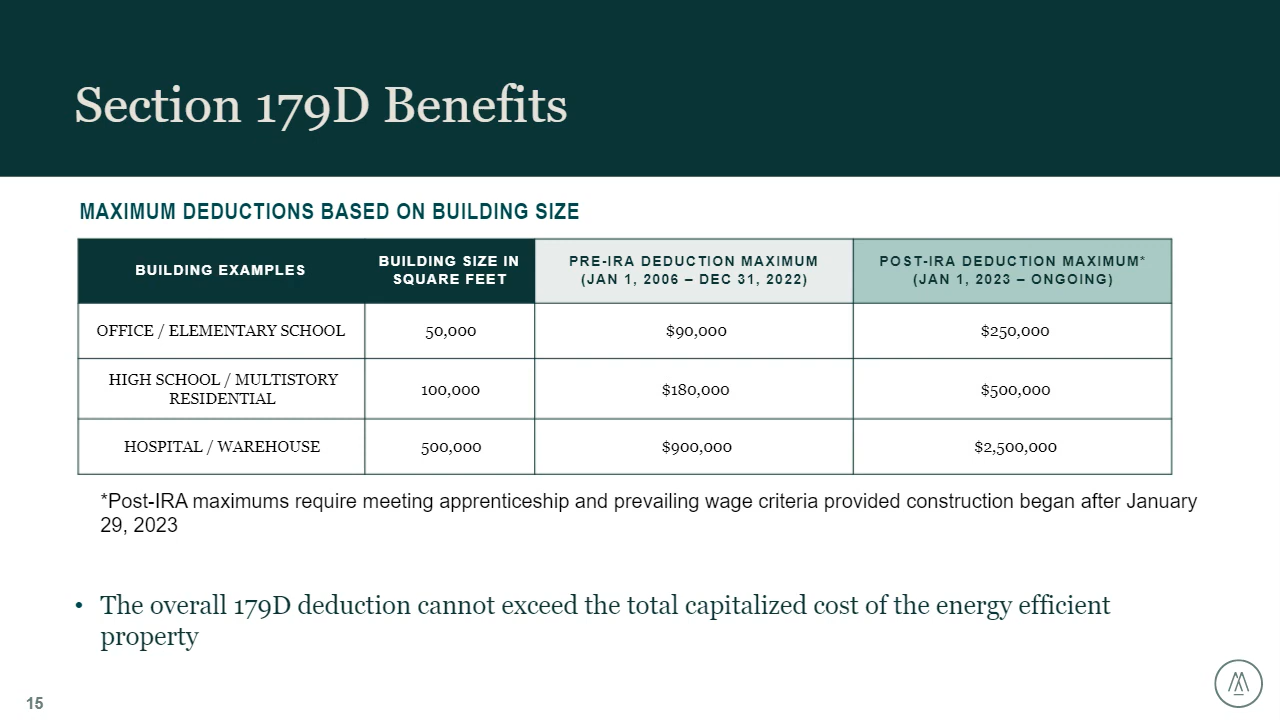 Section 179D Benefits
MAXIMUM DEDUCTIONS BASED ON BUILDING SIZE
BUILDING EXAMPLES
BUILDING SIZE IN
SQUARE FEET
PRE-IRA DEDUCTION MAXIMUM
(JAN 1, 2006 – DEC 31, 2022)
POST-IRA DEDUCTION MAXIMUM*
(JAN 1, 2023 – ONGOING)
OFFICE / ELEMENTARY SCHOOL
50,000
$90,000
$250,000
HIGH SCHOOL / MULTISTORY
RESIDENTIAL
100,000
$180,000
$500,000
HOSPITAL / WAREHOUSE
500,000
$900,000
$2,500,000
*Post-IRA maximums require meeting apprenticeship and prevailing wage criteria provided construction began after January
29, 2023
• The overall 179D deduction cannot exceed the total capitalized cost of the energy efficient
property
15